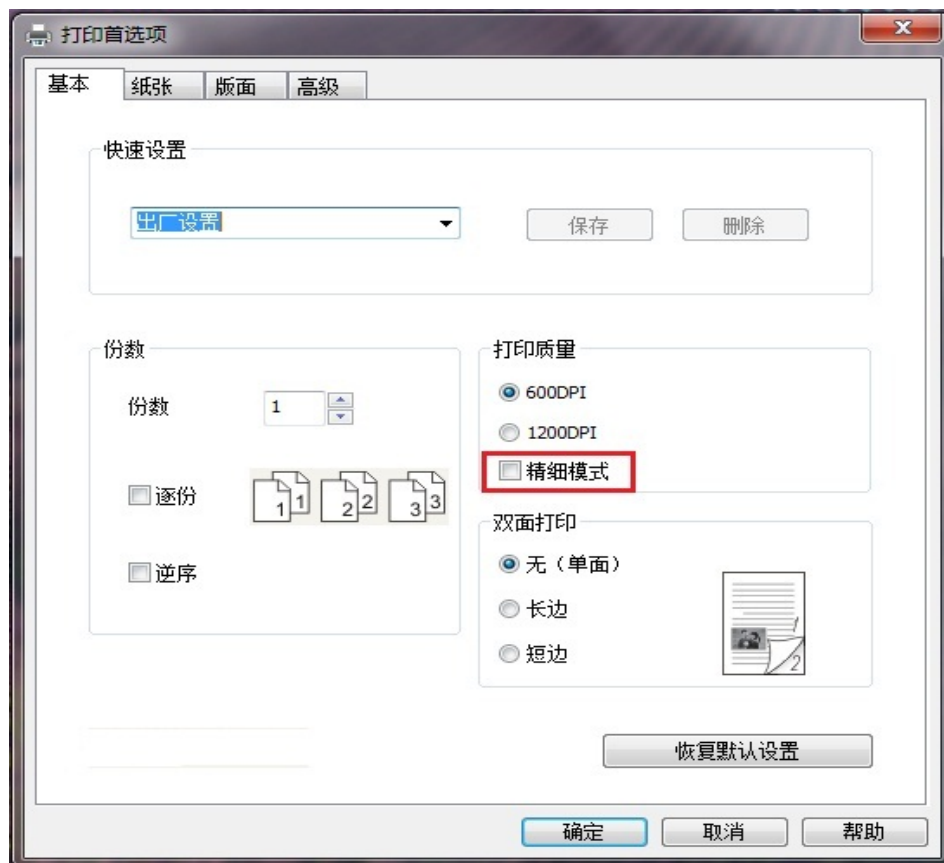 打印首选项
基本 纸张 版面 高级
快速设置
出厂设置 保存 删除
份数
份数 1
逐份 1 1 2 2 3 3
逆序
打印质量
600DPI
1200DPI
精细模式
双面打印
无（单面）
长边
短边
1
2
恢复默认设置
确定 取消 帮助